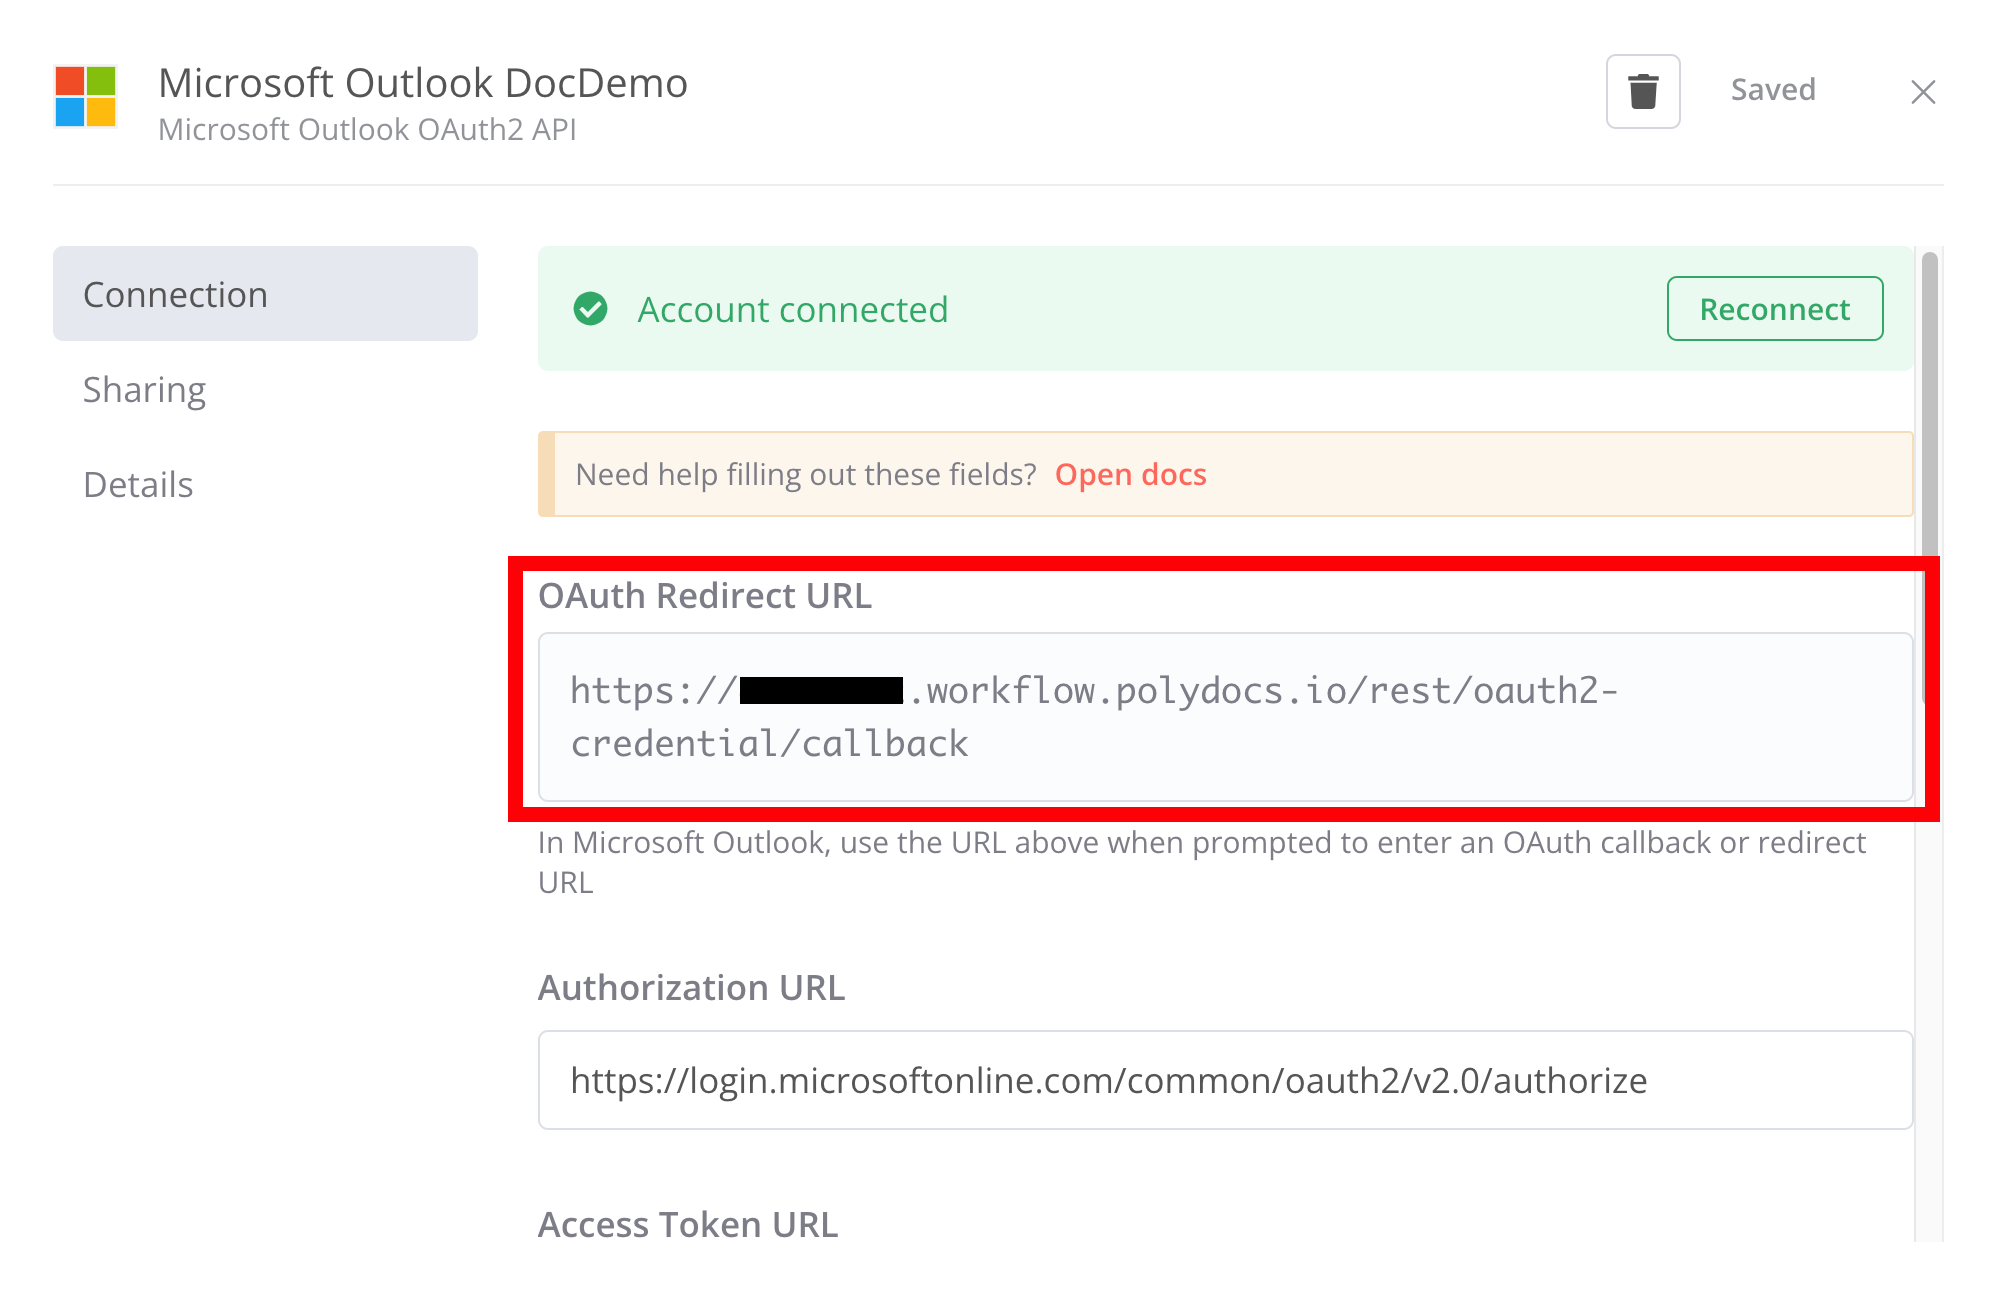 Microsoft Outlook DocDemo
Microsoft Outlook OAuth2 API
Saved
Connection
Sharing
Details
Account connected
Reconnect
Need help filling out these fields? Open docs
OAuth Redirect URL
https://.workflow.polydocs.io/rest/oauth2-
credential/callback
In Microsoft Outlook, use the URL above when prompted to enter an OAuth callback or redirect
URL
Authorization URL
https://login.microsoftonline.com/common/oauth2/v2.0/authorize
Access Token URL